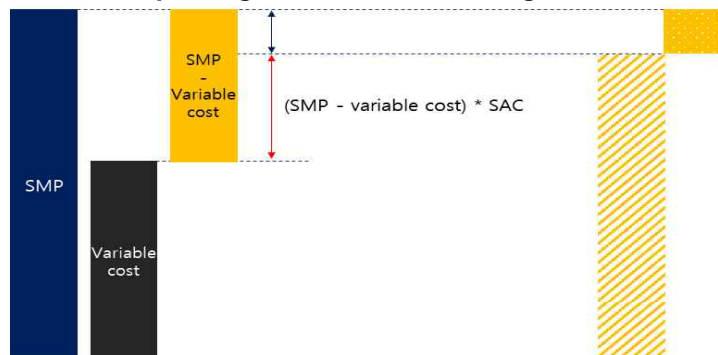 SMP
-
Variable
cost
(SMP - variable cost) * SAC
SMP
Variable
cost